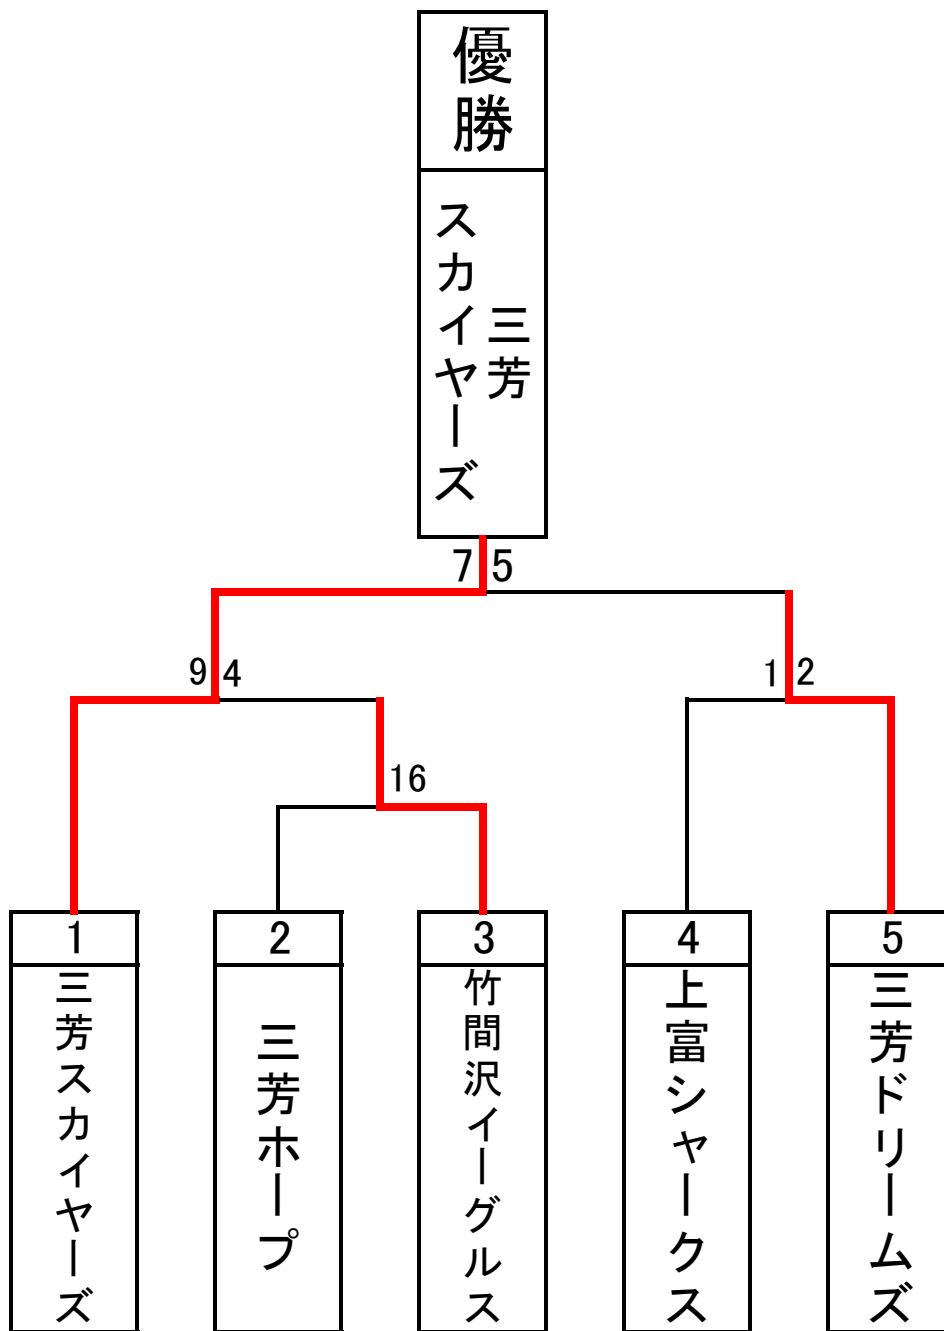 優勝
三芳
スカイヤーズ
7 5
9 4
1 2
16
1
三芳スカイヤーズ
2
三芳ホープ
3
竹間沢イーグルス
4
上富シャークス
5
三芳ドリームズ